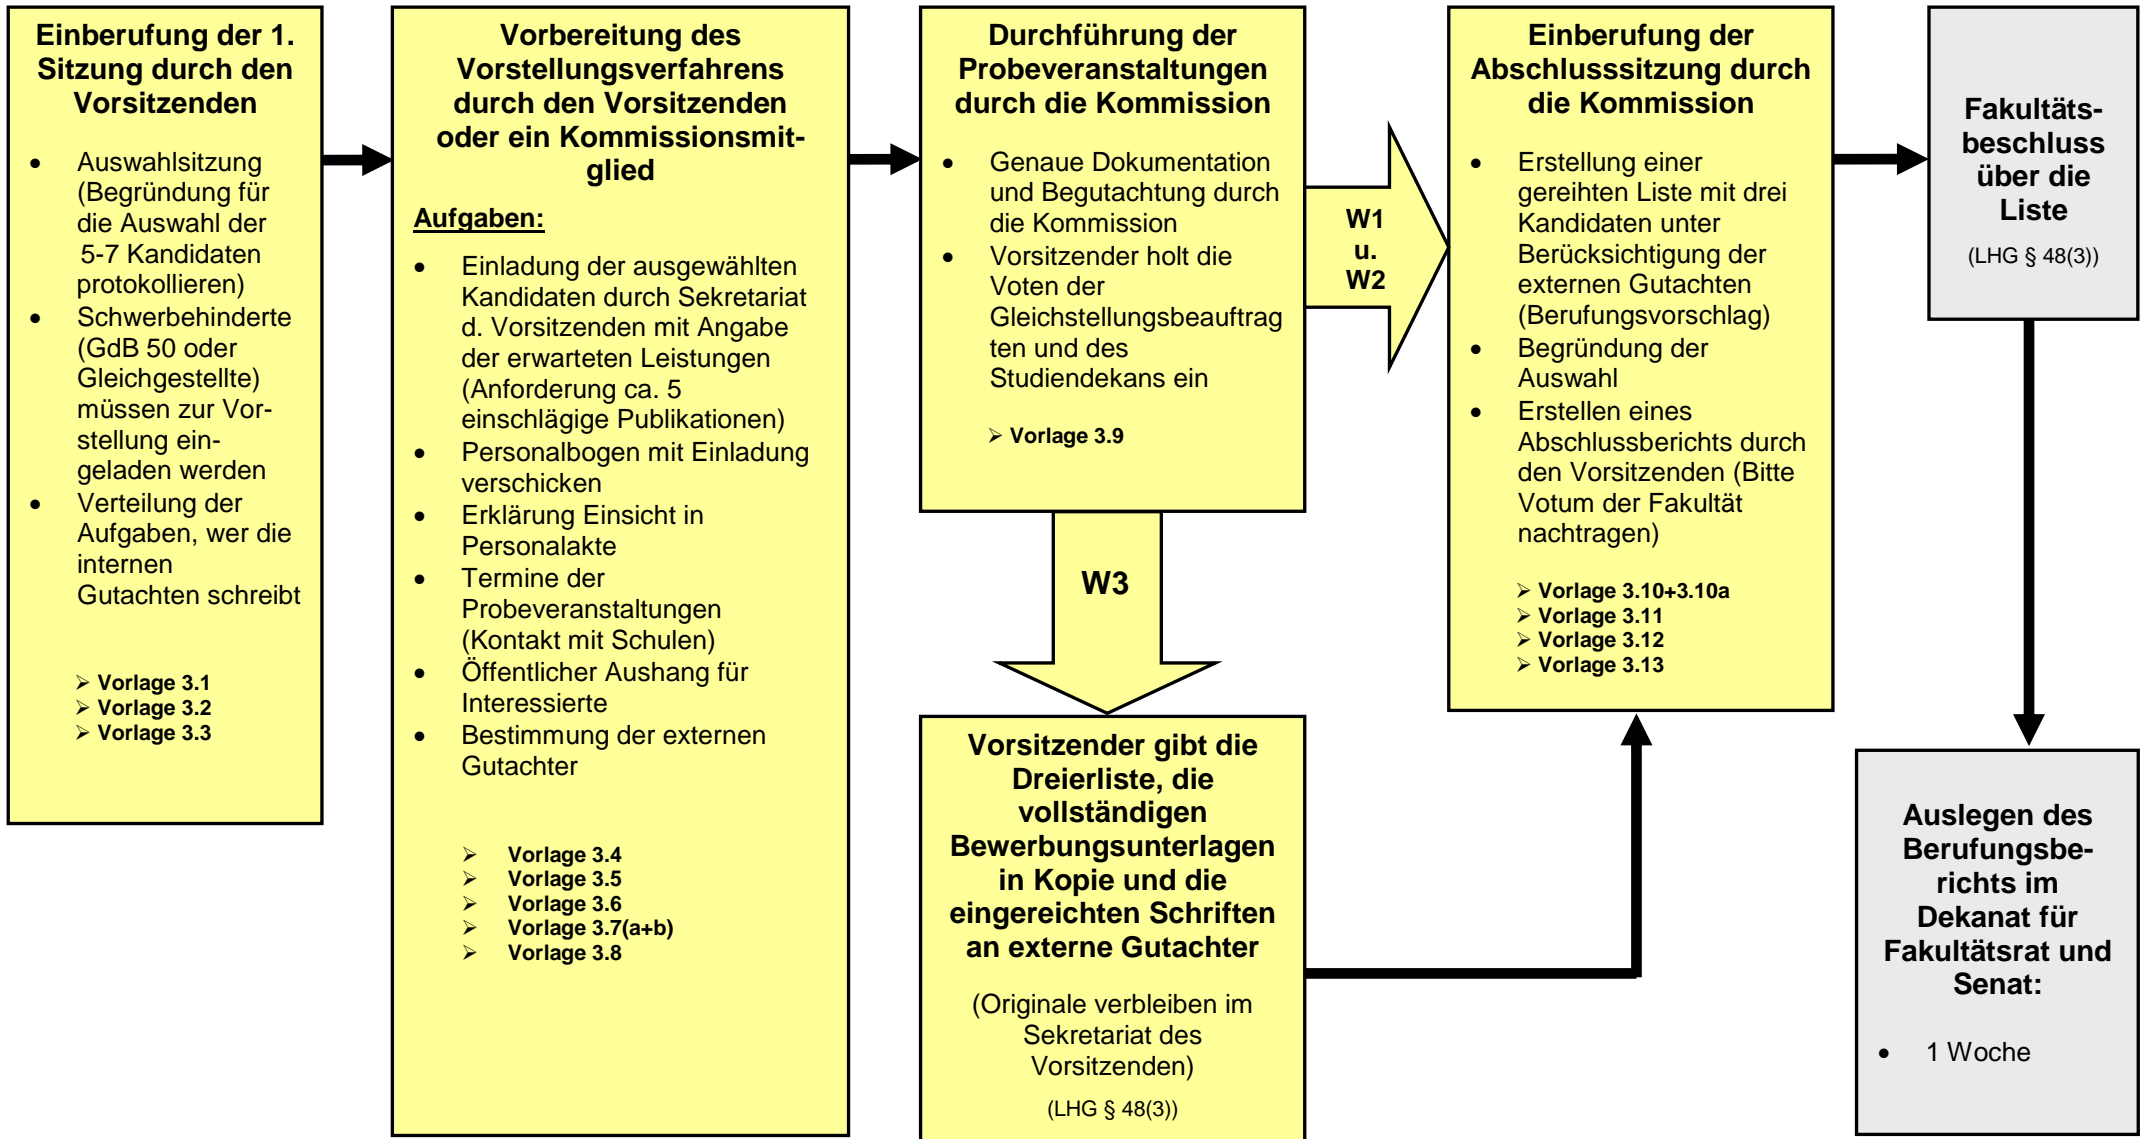 Einberufung der 1.
Sitzung durch den
Vorsitzenden
• Auswahlsitzung
(Begründung für
die Auswahl der
5-7 Kandidaten
protokollieren)
• Schwerbehinderte
(GdB 50 oder
Gleichgestellte)
müssen zur Vor-
stellung ein-
geladen werden
• Verteilung der
Aufgaben, wer die
internen
Gutachten schreibt
➢ Vorlage 3.1
➢ Vorlage 3.2
➢ Vorlage 3.3
Vorbereitung des
Vorstellungsverfahrens
durch den Vorsitzenden
oder ein Kommissionsmit-
glied
Aufgaben:
• Einladung der ausgewählten
Kandidaten durch Sekretariat
d. Vorsitzenden mit Angabe
der erwarteten Leistungen
(Anforderung ca. 5
einschlägige Publikationen)
• Personalbogen mit Einladung
verschicken
• Erklärung Einsicht in
Personalakte
• Termine der
Probeveranstaltungen
(Kontakt mit Schulen)
• Öffentlicher Aushang für
Interessierte
• Bestimmung der externen
Gutachter
➢ Vorlage 3.4
➢ Vorlage 3.5
➢ Vorlage 3.6
➢ Vorlage 3.7(a+b)
➢ Vorlage 3.8
Durchführung der
Probeveranstaltungen
durch die Kommission
• Genaue Dokumentation
und Begutachtung durch
die Kommission
• Vorsitzender holt die
Voten der
Gleichstellungsbeauftrag
ten und des
Studiendekans ein
➢ Vorlage 3.9
W1
u.
W2
W3
Vorsitzender gibt die
Dreierliste, die
vollständigen
Bewerbungsunterlagen
in Kopie und die
eingereichten Schriften
an externe Gutachter
(Originale verbleiben im
Sekretariat des
Vorsitzenden)
(LHG § 48(3))
Einberufung der
Abschlusssitzung durch
die Kommission
• Erstellung einer
gereihten Liste mit drei
Kandidaten unter
Berücksichtigung der
externen Gutachten
(Berufungsvorschlag)
• Begründung der
Auswahl
• Erstellen eines
Abschlussberichts durch
den Vorsitzenden (Bitte
Votum der Fakultät
nachtragen)
➢ Vorlage 3.10+3.10a
➢ Vorlage 3.11
➢ Vorlage 3.12
➢ Vorlage 3.13
Fakultäts-
beschluss
über die
Liste
(LHG § 48(3))
Auslegen des
Berufungsbe-
richts im
Dekanat für
Fakultätsrat und
Senat:
• 1 Woche